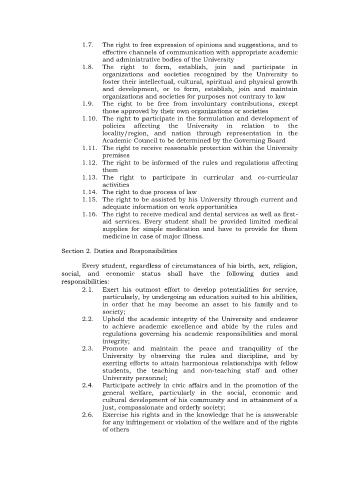 1.7. The right to free expression of opinions and suggestions, and to
effective channels of communication with appropriate academic
and administrative bodies of the University
1.8. The right to form, establish, join and participate in
organizations and societies recognized by the University to
foster their intellectual, cultural, spiritual and physical growth
and development, or to form, establish, join and maintain
organizations and societies for purposes not contrary to law
1.9. The right to be free from involuntary contributions, except
those approved by their own organizations or societies
1.10. The right to participate in the formulation and development of
policies affecting the University in relation to the
locality/region, and nation through representation in the
Academic Council to be determined by the Governing Board
1.11. The right to receive reasonable protection within the University
premises
1.12. The right to be informed of the rules and regulations affecting
them
1.13. The right to participate in curricular and co-curricular
activities
1.14. The right to due process of law
1.15. The right to be assisted by his University through current and
adequate information on work opportunities
1.16. The right to receive medical and dental services as well as first-
aid services. Every student shall be provided limited medical
supplies for simple medication and have to provide for them
medicine in case of major illness.
Section 2. Duties and Responsibilities
Every student, regardless of circumstances of his birth, sex, religion,
social, and economic status shall have the following duties and
responsibilities:
2.1. Exert his outmost effort to develop potentialities for service,
particularly, by undergoing an education suited to his abilities,
in order that he may become an asset to his family and to
society;
2.2. Uphold the academic integrity of the University and endeavor
to achieve academic excellence and abide by the rules and
regulations governing his academic responsibilities and moral
integrity;
2.3. Promote and maintain the peace and tranquility of the
University by observing the rules and discipline, and by
exerting efforts to attain harmonious relationships with fellow
students, the teaching and non-teaching staff and other
University personnel;
2.4. Participate actively in civic affairs and in the promotion of the
general welfare, particularly in the social, economic and
cultural development of his community and in attainment of a
just, compassionate and orderly society;
2.6. Exercise his rights and in the knowledge that he is answerable
for any infringement or violation of the welfare and of the rights
of others